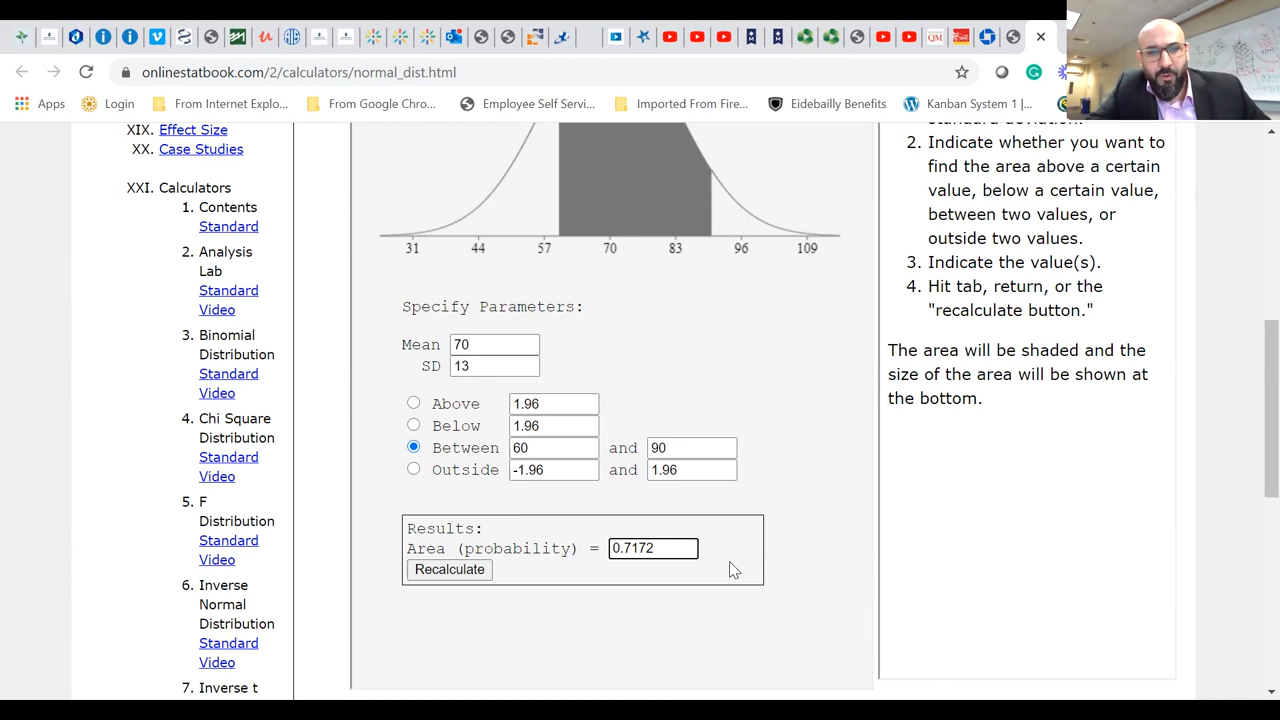 onlinestatbook.com/2/calculators/normal_dist.html
Apps Login From Internet Explo... From Google Chro... Employee Self Servi... Imported From Fire... Eidebailly Benefits Kanban System 1 |...
XIX. Effect Size
XX. Case Studies
XXI. Calculators
1. Contents
Standard
2. Analysis
Lab
Standard
Video
3. Binomial
Distribution
Standard
Video
4. Chi Square
Distribution
Standard
Video
5. F
Distribution
Standard
Video
6. Inverse
Normal
Distribution
Standard
Video
7. Inverse t
31 44 57 70 83 96 109
Specify Parameters:
Mean 70
SD 13
Above 1.96
Below 1.96
Between 60 and 90
Outside -1.96 and 1.96
Results:
Area (probability) = 0.7172
Recalculate
2. Indicate whether you want
to find the area above a certain
value, below a certain value,
between two values, or
outside two values.
3. Indicate the value(s).
4. Hit tab, return, or the
"recalculate button."
The area will be shaded and the
size of the area will be shown at
the bottom.